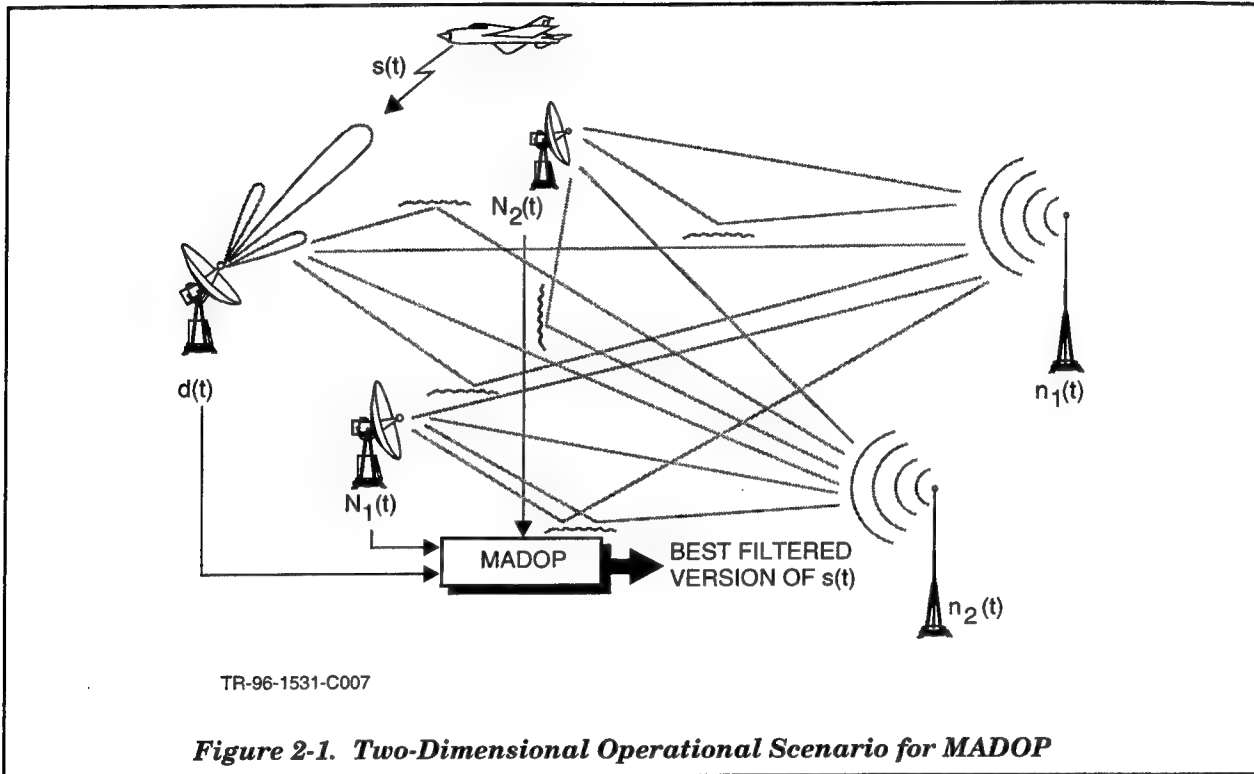 s(t)
N2(t)
d(t)
n1(t)
N1(t)
MADOP
BEST FILTERED
VERSION OF s(t)
n2(t)
TR-96-1531-C007
Figure 2-1. Two-Dimensional Operational Scenario for MADOP